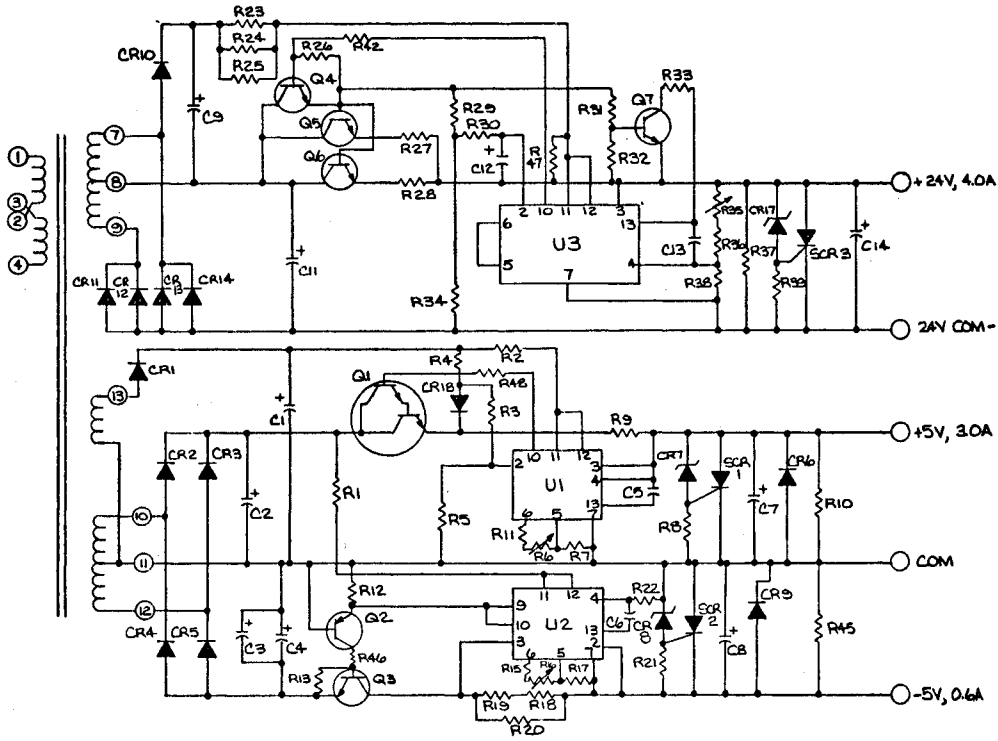 R23
R24
R25
R26
R42
CR10
C9
+
Q4
Q5
Q6
R29
R30
R31
Q7
R33
R32
R27
R28
+
C12
R
47
1
3
2
4
7
8
9
2
10
11
12
3
13
6
5
U3
4
7
C13
R35
R36
R38
R37
CR17
R39
SCR3
+
C14
+24V, 4.0A
+
C11
R34
CR11
CR
12
CR
13
CR14
24V COM-
CR1
13
C1
+
Q1
R4
R2
R48
CR18
R3
R9
+5V, 3.0A
CR2
CR3
R1
R5
2
10
11
12
3
4
13
U1
6
5
7
C5
R11
R6
R7
CR7
SCR
1
R8
+
C7
CR6
R10
+
C2
10
11
12
COM
CR4
CR5
+
C3
+
C4
R12
Q2
R46
R13
Q3
9
10
3
11
12
4
13
2
U2
6
5
7
R15
R16
R17
C6
R22
CR
8
R21
SCR
2
+
C8
CR9
R45
R19
R18
R20
-5V, 0.6A